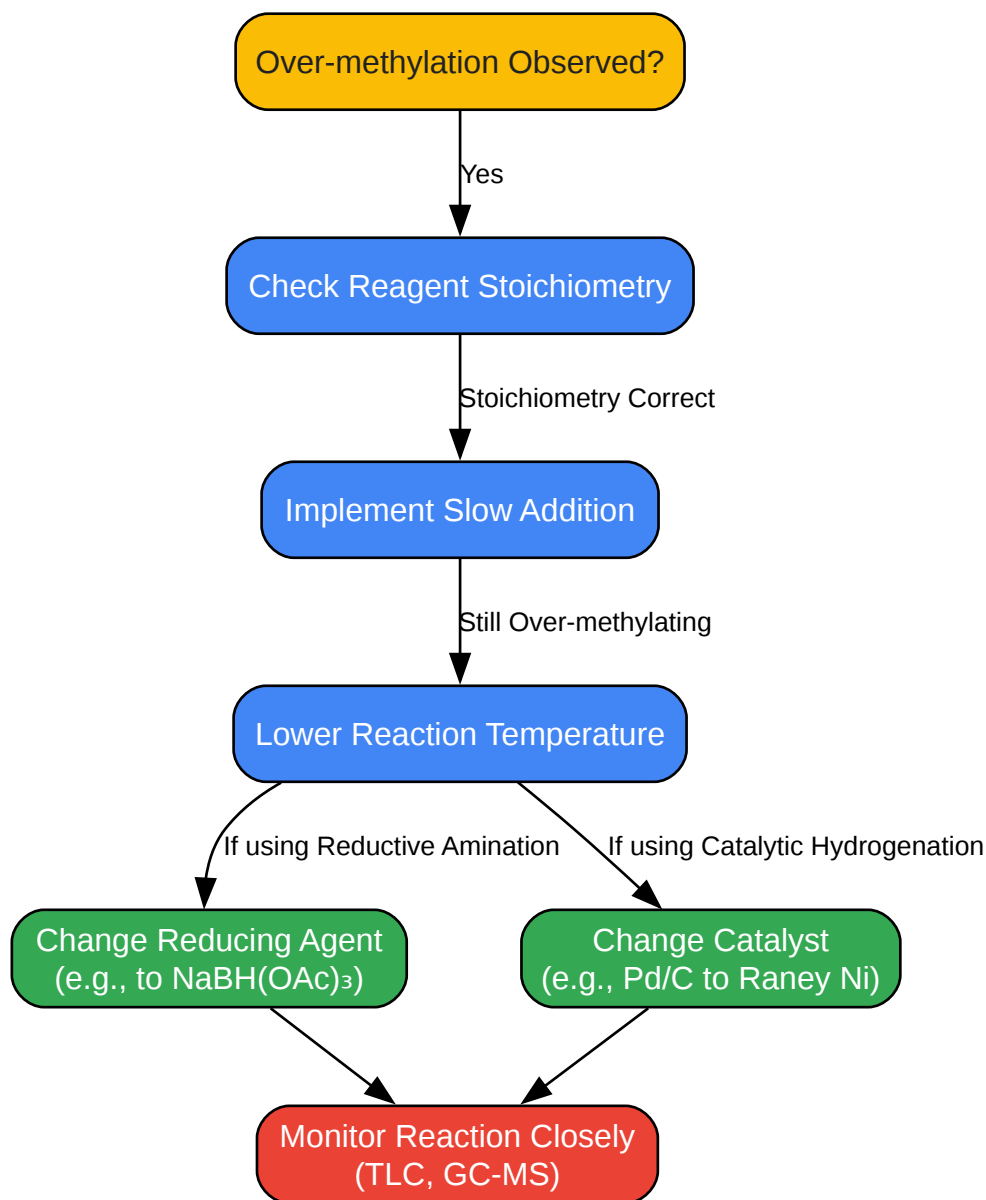 Over-methylation Observed?
Yes
Check Reagent Stoichiometry
Stoichiometry Correct
Implement Slow Addition
Still Over-methylating
Lower Reaction Temperature
If using Reductive Amination
If using Catalytic Hydrogenation
Change Reducing Agent
(e.g., to NaBH(OAc)₃)
Change Catalyst
(e.g., Pd/C to Raney Ni)
Monitor Reaction Closely
(TLC, GC-MS)